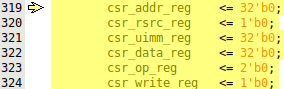 319 csr_addr_reg <= 32'b0;
320 csr_rsrc_reg <= 1'b0;
321 csr_uimm_reg <= 32'b0;
322 csr_data_reg <= 32'b0;
323 csr_op_reg <= 2'b0;
324 csr_write_reg <= 1'b0;